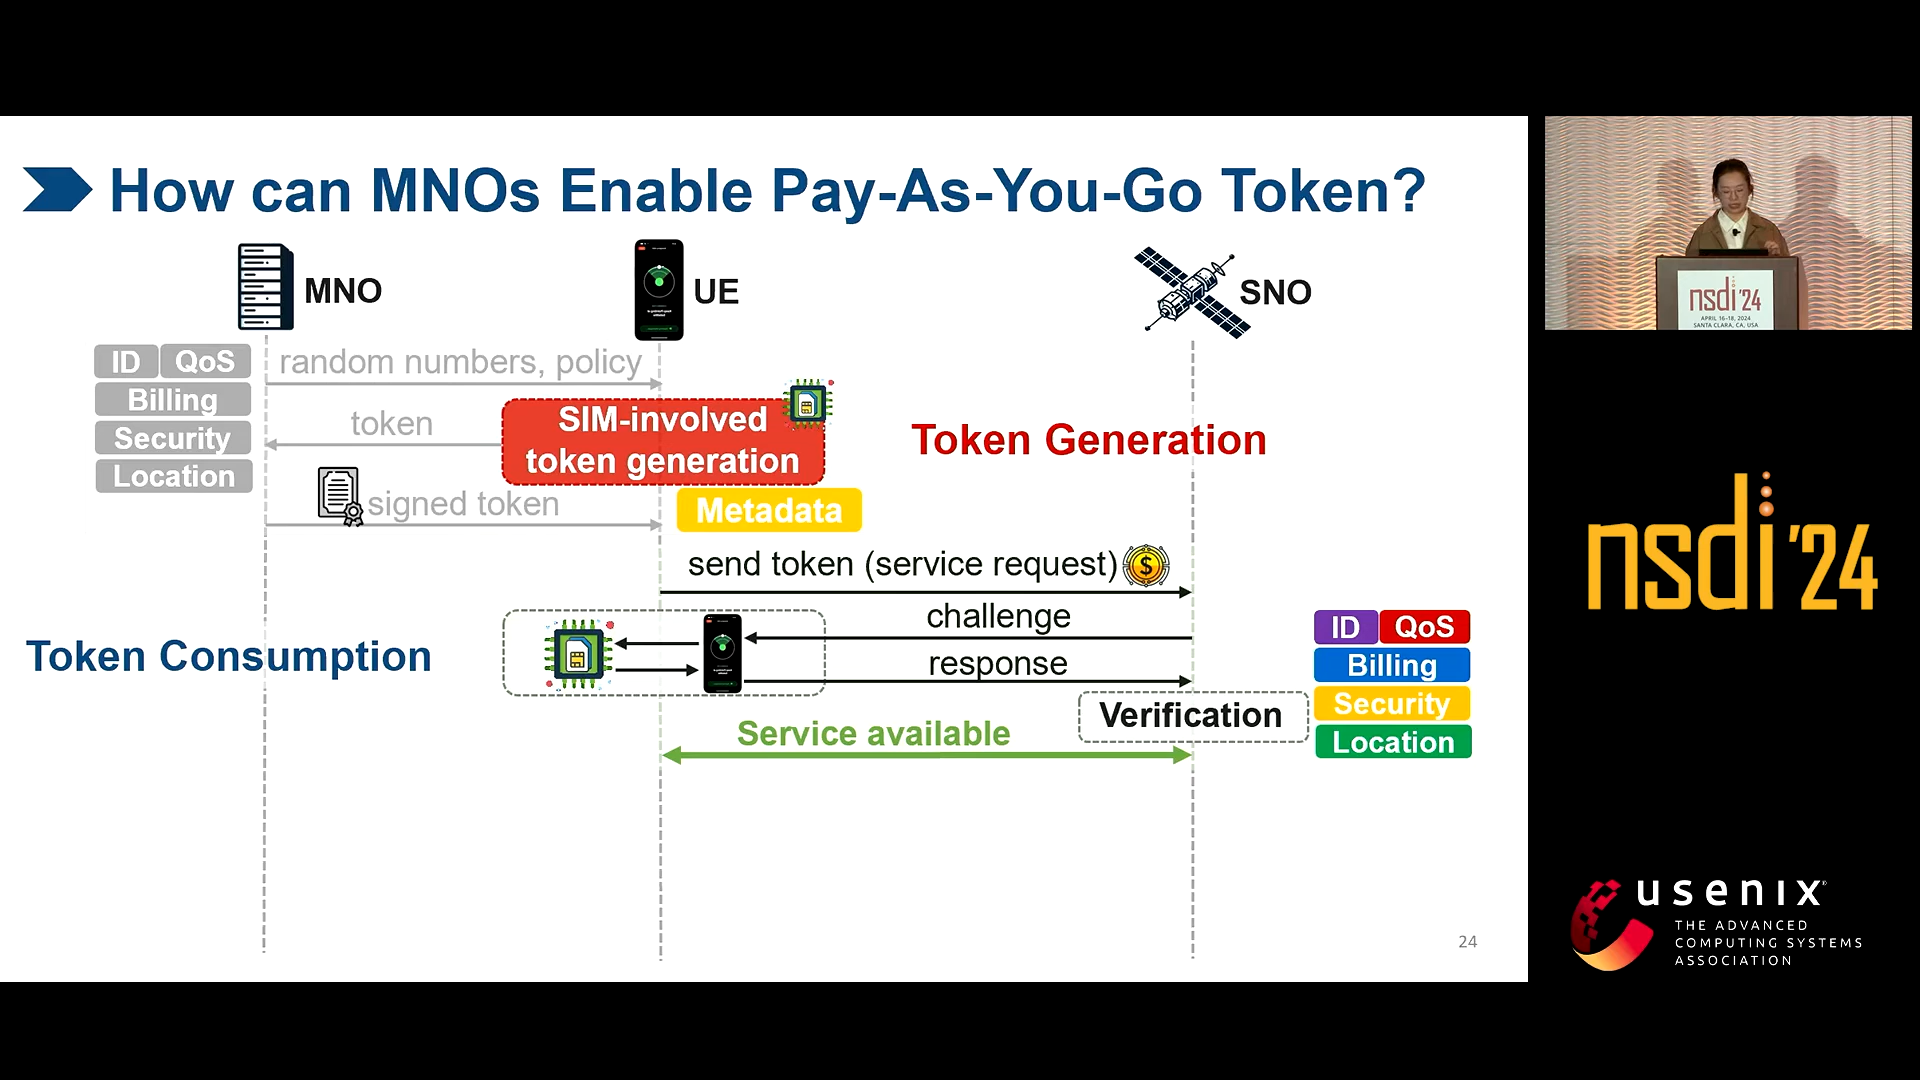 How can MNOs Enable Pay-As-You-Go Token?
MNO
UE
SNO
ID QoS
Billing
Security
Location
random numbers, policy
token
SIM-involved
token generation
Token Generation
signed token
Metadata
send token (service request)
$
challenge
response
Token Consumption
ID QoS
Billing
Security
Location
Verification
Service available
24
nsdi '24
APRIL 16–18, 2024
SANTA CLARA, CA, USA
nsdi '24
usenix
THE ADVANCED
COMPUTING SYSTEMS
ASSOCIATION